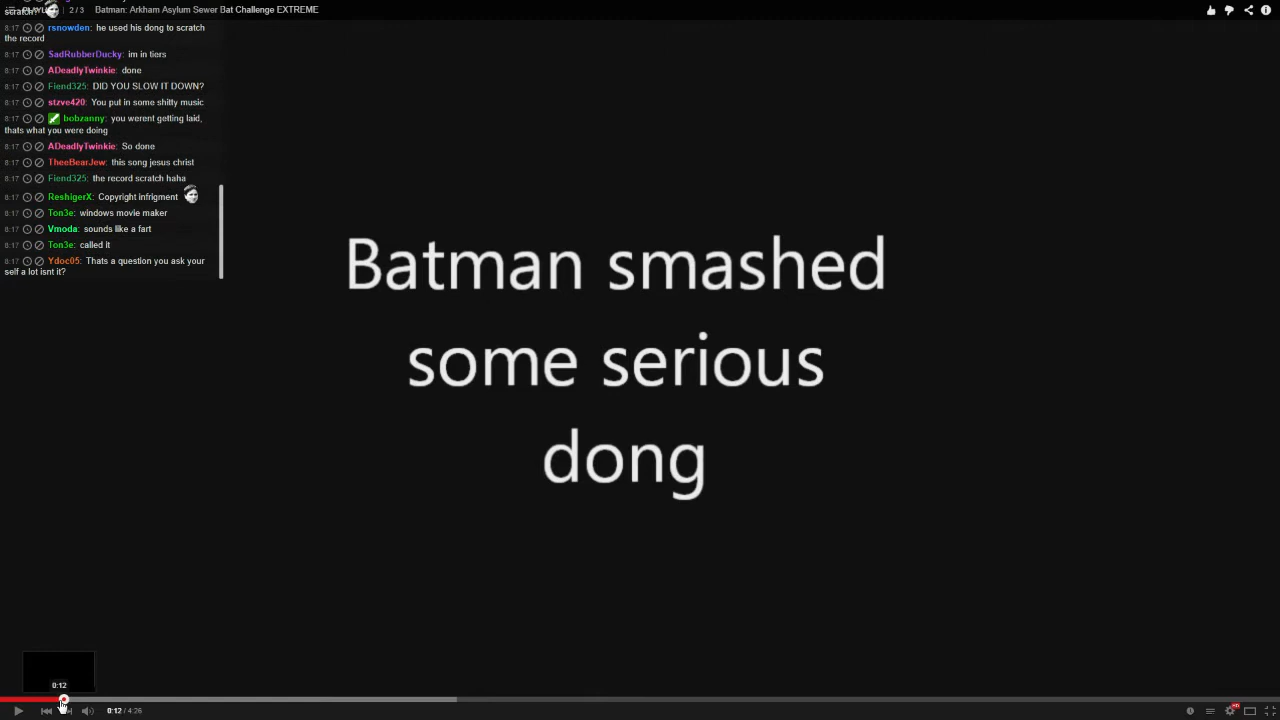 scratch?
2 / 3 Batman: Arkham Asylum Sewer Bat Challenge EXTREME
8:17 rsnowden: he used his dong to scratch
the record
8:17 SadRubberDucky: im in tiers
8:17 ADeadlyTwinkie: done
8:17 Fiend325: DID YOU SLOW IT DOWN?
8:17 stzve420: You put in some shitty music
8:17 bobzanny: you werent getting laid,
thats what you were doing
8:17 ADeadlyTwinkie: So done
8:17 TheeBearJew: this song jesus christ
8:17 Fiend325: the record scratch haha
8:17 ReshigerX: Copyright infrigment
8:17 Ton3e: windows movie maker
8:17 Vmoda: sounds like a fart
8:17 Ton3e: called it
8:17 Ydoc05: Thats a question you ask your
self a lot isnt it?
Batman smashed
some serious
dong
0:12
0:12 / 4:26